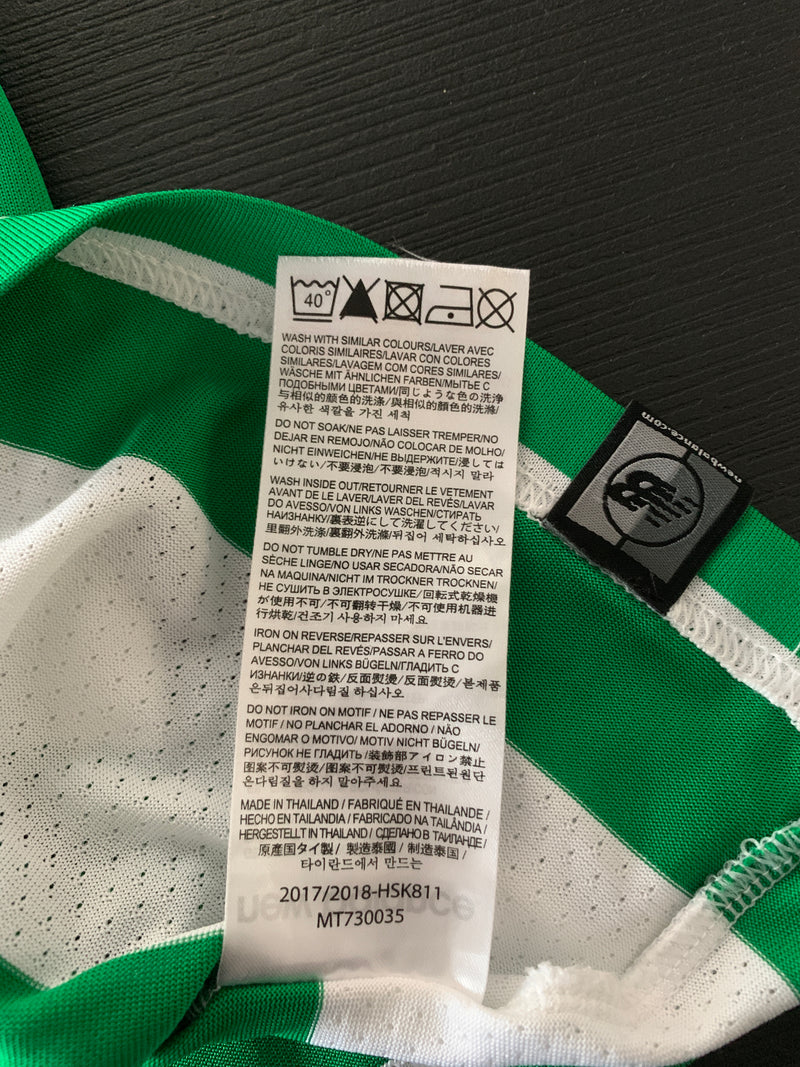 40°
WASH WITH SIMILAR COLOURS/LAVER AVEC
COLORIS SIMILAIRES/LAVAR CON COLORES
SIMILARES/LAVAGEM COM CORES SIMILARES/
WÄSCHE MIT ÄHNLICHEN FARBEN/МЫТЬЕ С
ПОДОБНЫМИ ЦВЕТАМИ/同じような色の洗浄
与相似的颜色的洗涤/與相似的顏色的洗滌/
유사한 색깔을 가진 세척
DO NOT SOAK/NE PAS LAISSER TREMPER/NO
DEJAR EN REMOJO/NÃO COLOCAR DE MOLHO/
NICHT EINWEICHEN/НЕ ВЫДЕРЖИТЕ/浸しては
いけない/不要浸泡/不要浸泡/적시지 말라
WASH INSIDE OUT/RETOURNER LE VETEMENT
AVANT DE LE LAVER/LAVAR DEL REVÉS/LAVAR
DO AVESSO/VON LINKS WASCHEN/СТИРАТЬ
НАИЗНАНКУ/裏表逆にして洗濯してください/
里翻外洗涤/裏翻外洗滌/뒤집어 세탁하십시오
DO NOT TUMBLE DRY/NE PAS METTRE AU
SÈCHE LINGE/NO USAR SECADORA/NÃO SECAR
NA MAQUINA/NICHT IM TROCKNER TROCKNEN/
НЕ СУШИТЬ В ЭЛЕКТРОСУШКЕ/回転式乾燥機
が使用不可/不可翻转干燥/不可使用机器进
行烘乾/건조기 사용하지 마세요
IRON ON REVERSE/REPASSER SUR L'ENVERS/
PLANCHAR DEL REVÉS/PASSAR A FERRO DO
AVESSO/VON LINKS BÜGELN/ГЛАДИТЬ С
ИЗНАНКИ/逆の鉄/反面熨烫/反面熨燙/본제품
은뒤집어사다림질 하십시오
DO NOT IRON ON MOTIF / NE PAS REPASSER LE
MOTIF / NO PLANCHAR EL ADORNO / NÃO
ENGOMAR O MOTIVO/ MOTIV NICHT BÜGELN/
РИСУНОК НЕ ГЛАДИТЬ /装飾部アイロン禁止
图案不可熨烫/图案不可熨燙/프린트된원단
은다림질을 하지 말아주세요
MADE IN THAILAND / FABRIQUÉ EN THAILANDE /
HECHO EN TAILANDIA / FABRICADO NA TAILÂNDIA /
HERGESTELLT IN THAILAND / СДЕЛАНО В ТАИЛАНДЕ/
原産国タイ製/ 製造泰國 / 制造泰国 /
타이랜드에서 만드는
2017/2018-HSK811
MT730035
newbalance.com